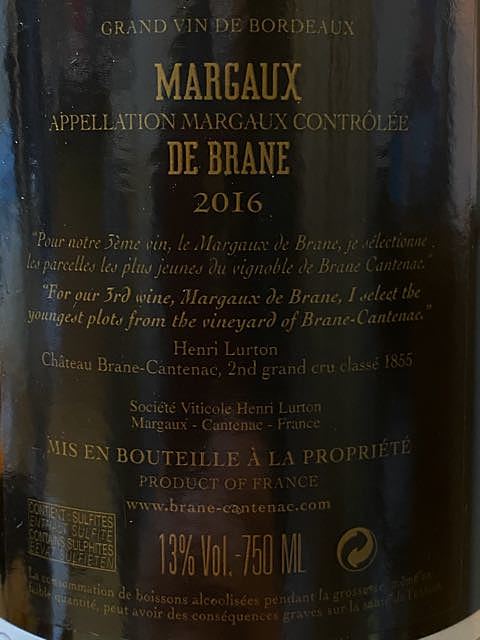 GRAND VIN DE BORDEAUX
MARGAUX
APPELLATION MARGAUX CONTRÔLÉE
DE BRANE
2016
"Pour notre 3ème vin, le Margaux de Brane, je sélectionne
les parcelles les plus jeunes du vignoble de Brane Cantenac."
"For our 3rd wine, Margaux de Brane, I select the
youngest plots from the vineyard of Brane-Cantenac."
Henri Lurton
Château Brane-Cantenac, 2nd grand cru classé 1855
Société Viticole Henri Lurton
Margaux - Cantenac - France
MIS EN BOUTEILLE À LA PROPRIÉTÉ
PRODUCT OF FRANCE
www.brane-cantenac.com
CONTIENT-SULFITES
CONTAINS SULPHITES
13% Vol. - 750 ML
La consommation de boissons alcoolisées pendant la grossesse, même en
faible quantité, peut avoir des conséquences graves sur la santé de l'enfant.